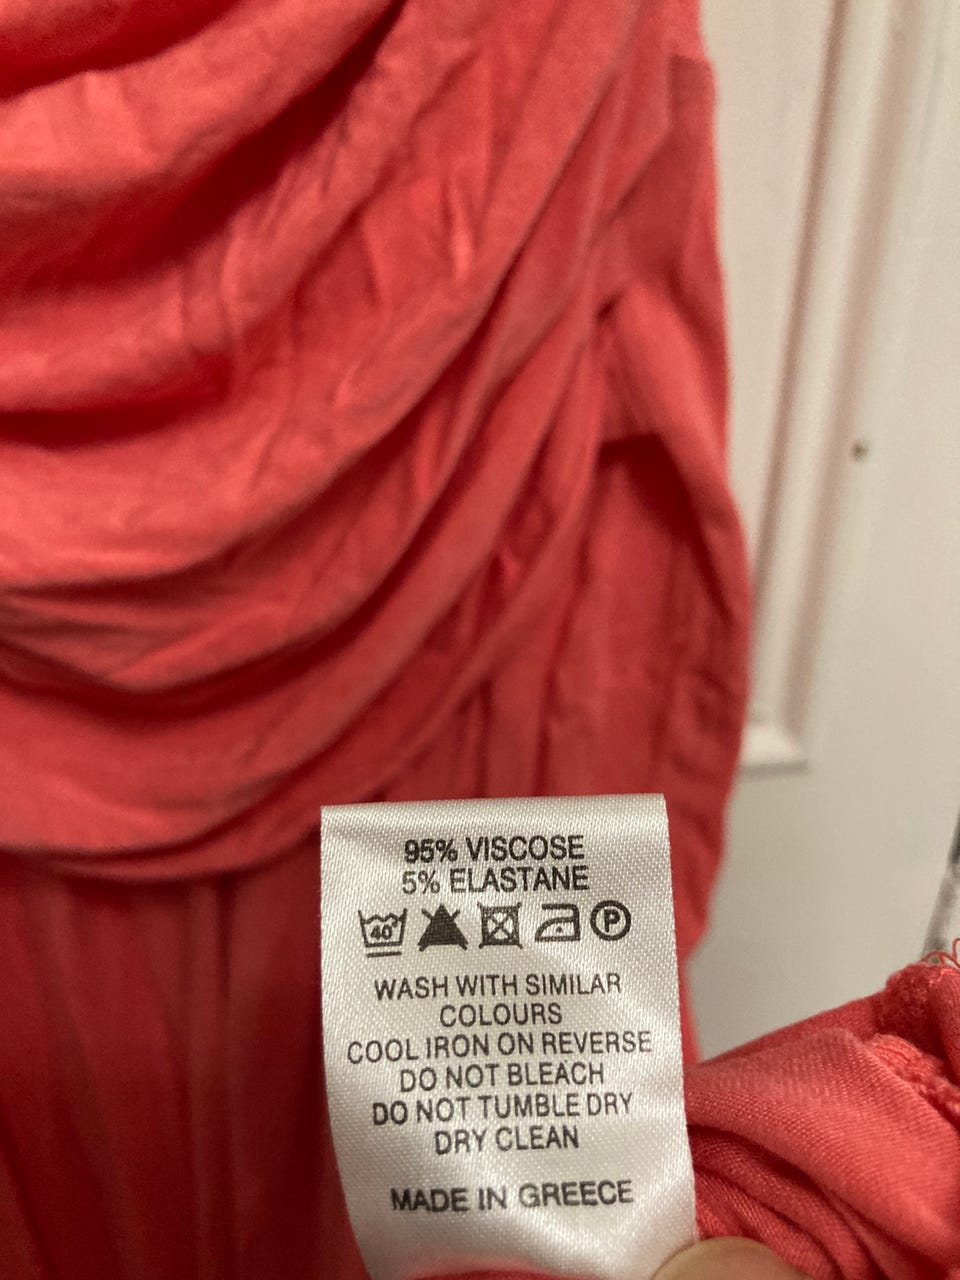 95% VISCOSE
5% ELASTANE
40° P
WASH WITH SIMILAR
COLOURS
COOL IRON ON REVERSE
DO NOT BLEACH
DO NOT TUMBLE DRY
DRY CLEAN
MADE IN GREECE